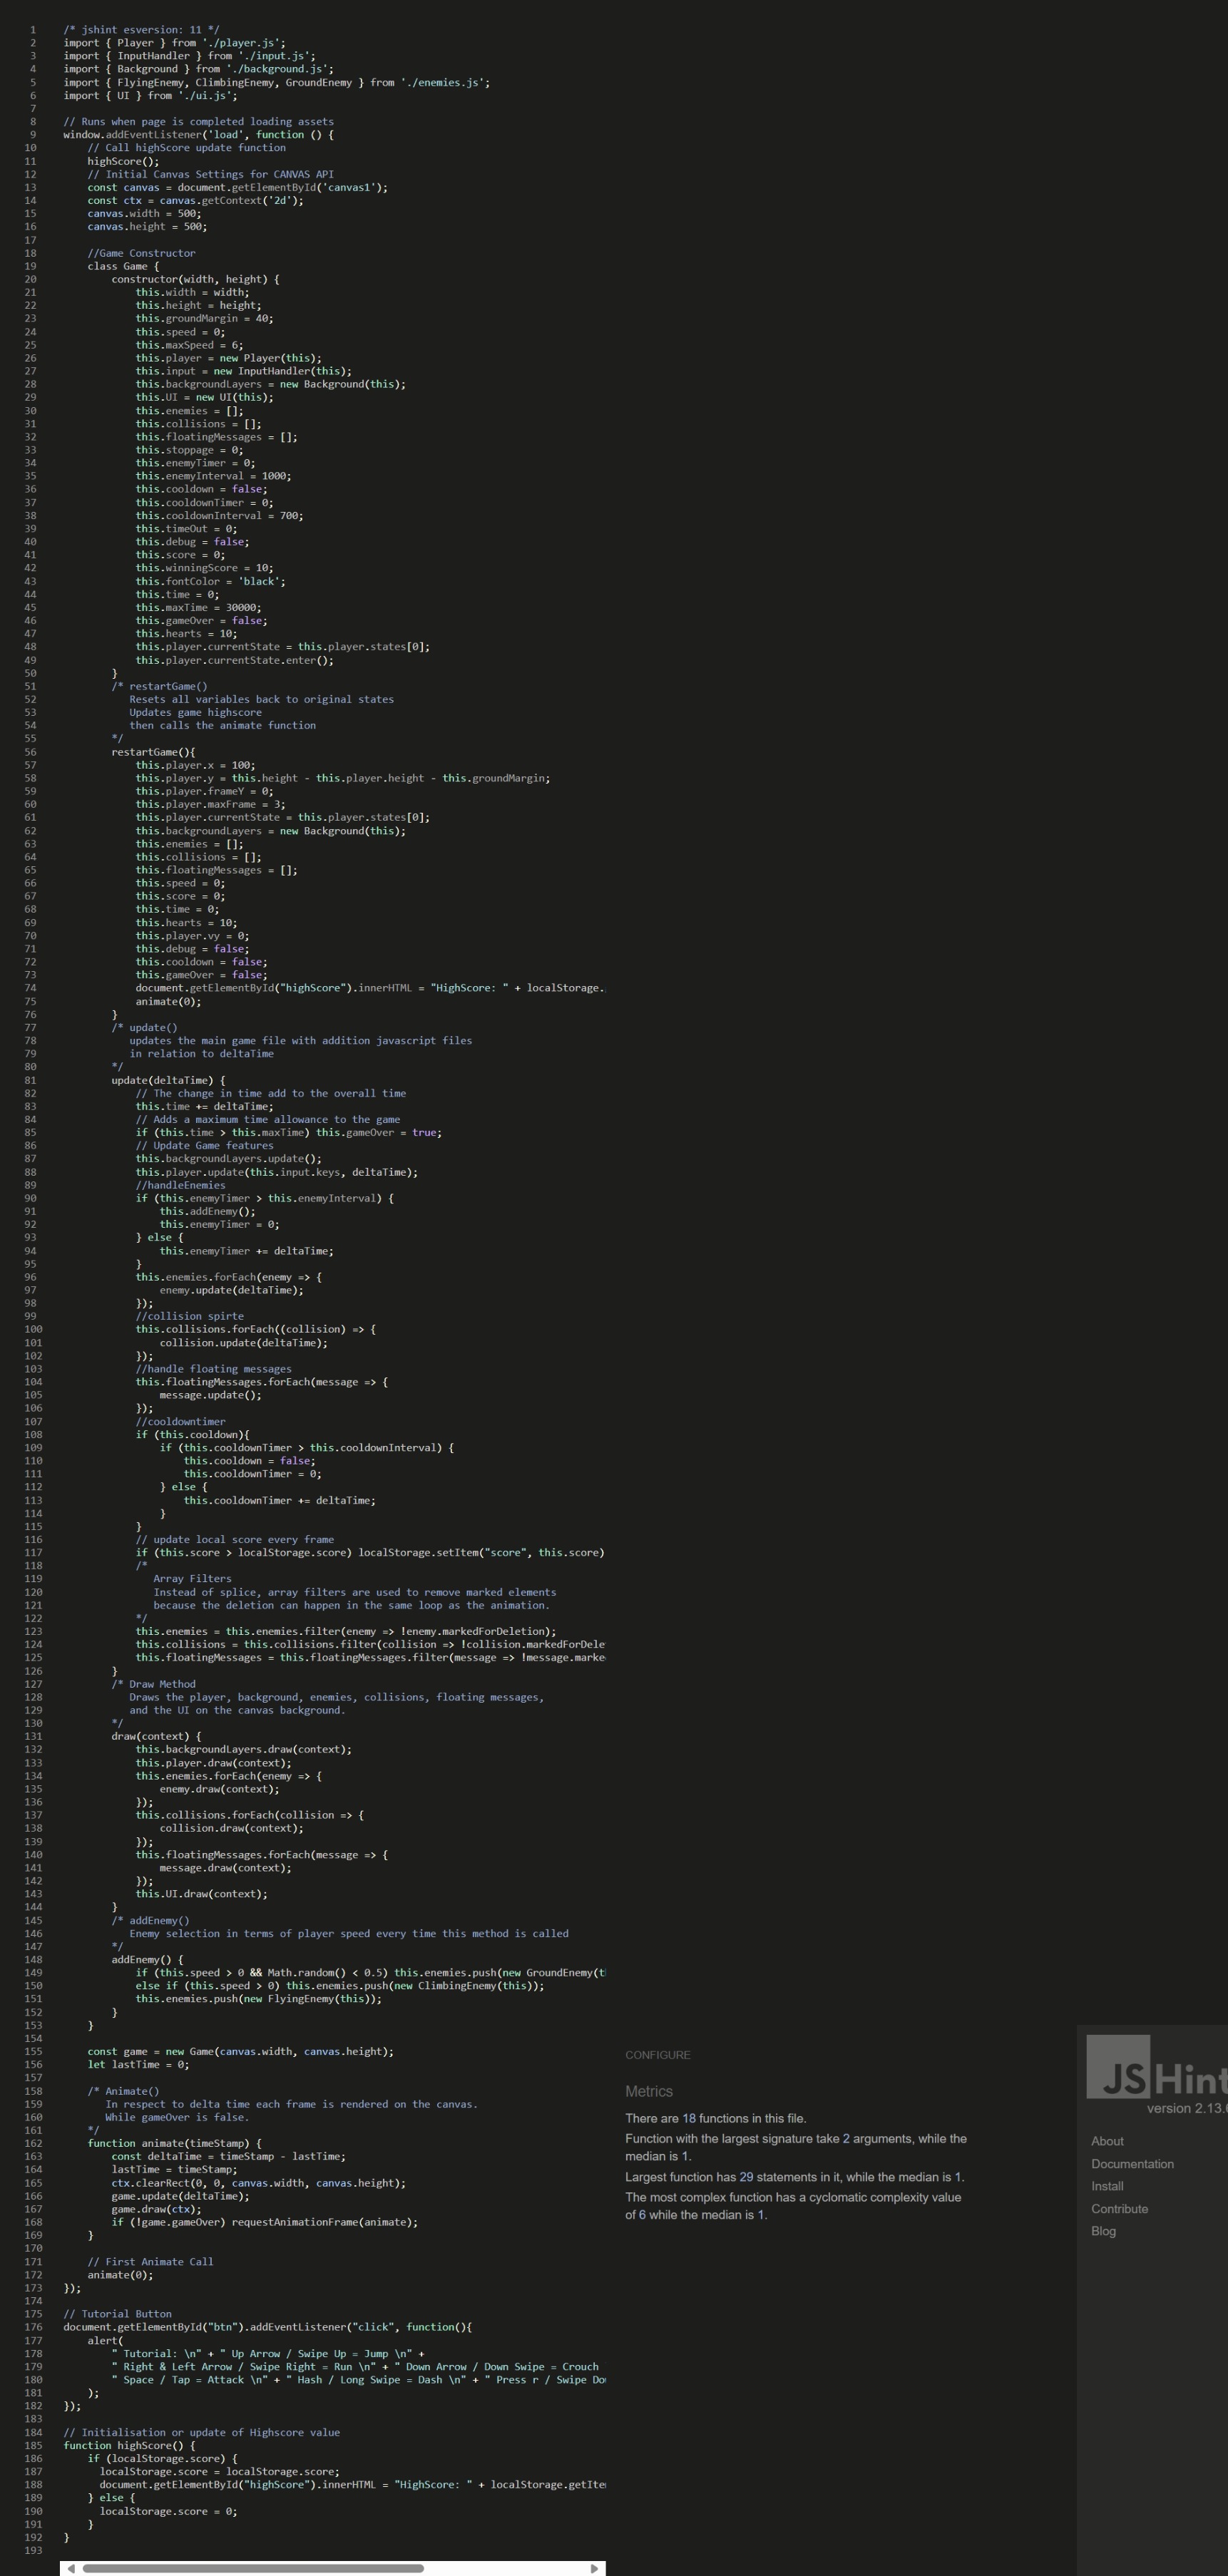 1 /* jshint esversion: 11 */
2 import { Player } from './player.js';
3 import { InputHandler } from './input.js';
4 import { Background } from './background.js';
5 import { FlyingEnemy, ClimbingEnemy, GroundEnemy } from './enemies.js';
6 import { UI } from './ui.js';
7
8 // Runs when page is completed loading assets
9 window.addEventListener('load', function () {
10 // Call highScore update function
11 highScore();
12 // Initial Canvas Settings for CANVAS API
13 const canvas = document.getElementById('canvas1');
14 const ctx = canvas.getContext('2d');
15 canvas.width = 500;
16 canvas.height = 500;
17
18 //Game Constructor
19 class Game {
20 constructor(width, height) {
21 this.width = width;
22 this.height = height;
23 this.groundMargin = 40;
24 this.speed = 0;
25 this.maxSpeed = 6;
26 this.player = new Player(this);
27 this.input = new InputHandler(this);
28 this.backgroundLayers = new Background(this);
29 this.UI = new UI(this);
30 this.enemies = [];
31 this.collisions = [];
32 this.floatingMessages = [];
33 this.stoppage = 0;
34 this.enemyTimer = 0;
35 this.enemyInterval = 1000;
36 this.cooldown = false;
37 this.cooldownTimer = 0;
38 this.cooldownInterval = 700;
39 this.timeOut = 0;
40 this.debug = false;
41 this.score = 0;
42 this.winningScore = 10;
43 this.fontColor = 'black';
44 this.time = 0;
45 this.maxTime = 30000;
46 this.gameOver = false;
47 this.hearts = 10;
48 this.player.currentState = this.player.states[0];
49 this.player.currentState.enter();
50 }
51 /* restartGame()
52 Resets all variables back to original states
53 Updates game highscore
54 then calls the animate function
55 */
56 restartGame(){
57 this.player.x = 100;
58 this.player.y = this.height - this.player.height - this.groundMargin;
59 this.player.frameY = 0;
60 this.player.maxFrame = 3;
61 this.player.currentState = this.player.states[0];
62 this.backgroundLayers = new Background(this);
63 this.enemies = [];
64 this.collisions = [];
65 this.floatingMessages = [];
66 this.speed = 0;
67 this.score = 0;
68 this.time = 0;
69 this.hearts = 10;
70 this.player.vy = 0;
71 this.debug = false;
72 this.cooldown = false;
73 this.gameOver = false;
74 document.getElementById("highScore").innerHTML = "HighScore: " + localStorage.
75 animate(0);
76 }
77 /* update()
78 updates the main game file with addition javascript files
79 in relation to deltaTime
80 */
81 update(deltaTime) {
82 // The change in time add to the overall time
83 this.time += deltaTime;
84 // Adds a maximum time allowance to the game
85 if (this.time > this.maxTime) this.gameOver = true;
86 // Update Game features
87 this.backgroundLayers.update();
88 this.player.update(this.input.keys, deltaTime);
89 //handleEnemies
90 if (this.enemyTimer > this.enemyInterval) {
91 this.addEnemy();
92 this.enemyTimer = 0;
93 } else {
94 this.enemyTimer += deltaTime;
95 }
96 this.enemies.forEach(enemy => {
97 enemy.update(deltaTime);
98 });
99 //collision spirte
100 this.collisions.forEach((collision) => {
101 collision.update(deltaTime);
102 });
103 //handle floating messages
104 this.floatingMessages.forEach(message => {
105 message.update();
106 });
107 //cooldowntimer
108 if (this.cooldown){
109 if (this.cooldownTimer > this.cooldownInterval) {
110 this.cooldown = false;
111 this.cooldownTimer = 0;
112 } else {
113 this.cooldownTimer += deltaTime;
114 }
115 }
116 // update local score every frame
117 if (this.score > localStorage.score) localStorage.setItem("score", this.score)
118 /*
119 Array Filters
120 Instead of splice, array filters are used to remove marked elements
121 because the deletion can happen in the same loop as the animation.
122 */
123 this.enemies = this.enemies.filter(enemy => !enemy.markedForDeletion);
124 this.collisions = this.collisions.filter(collision => !collision.markedForDele
125 this.floatingMessages = this.floatingMessages.filter(message => !message.marke
126 }
127 /* Draw Method
128 Draws the player, background, enemies, collisions, floating messages,
129 and the UI on the canvas background.
130 */
131 draw(context) {
132 this.backgroundLayers.draw(context);
133 this.player.draw(context);
134 this.enemies.forEach(enemy => {
135 enemy.draw(context);
136 });
137 this.collisions.forEach(collision => {
138 collision.draw(context);
139 });
140 this.floatingMessages.forEach(message => {
141 message.draw(context);
142 });
143 this.UI.draw(context);
144 }
145 /* addEnemy()
146 Enemy selection in terms of player speed every time this method is called
147 */
148 addEnemy() {
149 if (this.speed > 0 && Math.random() < 0.5) this.enemies.push(new GroundEnemy(t
150 else if (this.speed > 0) this.enemies.push(new ClimbingEnemy(this));
151 this.enemies.push(new FlyingEnemy(this));
152 }
153 }
154
155 const game = new Game(canvas.width, canvas.height);
156 let lastTime = 0;
157
158 /* Animate()
159 In respect to delta time each frame is rendered on the canvas.
160 While gameOver is false.
161 */
162 function animate(timeStamp) {
163 const deltaTime = timeStamp - lastTime;
164 lastTime = timeStamp;
165 ctx.clearRect(0, 0, canvas.width, canvas.height);
166 game.update(deltaTime);
167 game.draw(ctx);
168 if (!game.gameOver) requestAnimationFrame(animate);
169 }
170
171 // First Animate Call
172 animate(0);
173 });
174
175 // Tutorial Button
176 document.getElementById("btn").addEventListener("click", function(){
177 alert(
178 " Tutorial: \n" + " Up Arrow / Swipe Up = Jump \n" +
179 " Right & Left Arrow / Swipe Right = Run \n" + " Down Arrow / Down Swipe = Crouch
180 " Space / Tap = Attack \n" + " Hash / Long Swipe = Dash \n" + " Press r / Swipe Do
181 );
182 });
183
184 // Initialisation or update of Highscore value
185 function highScore() {
186 if (localStorage.score) {
187 localStorage.score = localStorage.score;
188 document.getElementById("highScore").innerHTML = "HighScore: " + localStorage.getIte
189 } else {
190 localStorage.score = 0;
191 }
192 }
193
CONFIGURE
Metrics
There are 18 functions in this file.
Function with the largest signature take 2 arguments, while the
median is 1.
Largest function has 29 statements in it, while the median is 1.
The most complex function has a cyclomatic complexity value
of 6 while the median is 1.
JSHint
version 2.13.
About
Documentation
Install
Contribute
Blog